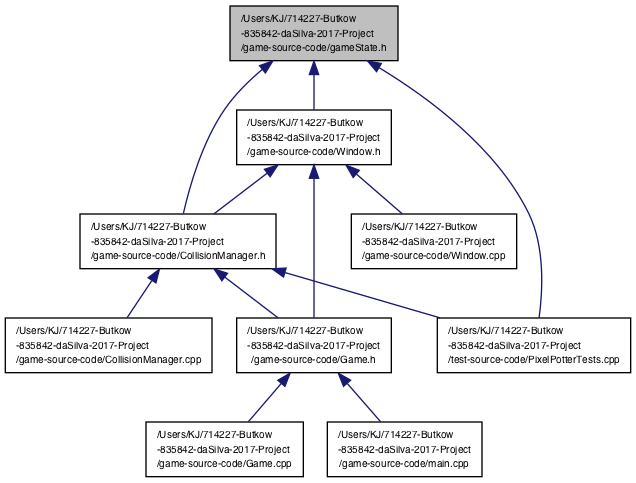 /Users/KJ/714227-Butkow
-835842-daSilva-2017-Project
/game-source-code/gameState.h
/Users/KJ/714227-Butkow
-835842-daSilva-2017-Project
/game-source-code/Window.h
/Users/KJ/714227-Butkow
-835842-daSilva-2017-Project
/game-source-code/CollisionManager.h
/Users/KJ/714227-Butkow
-835842-daSilva-2017-Project
/game-source-code/Window.cpp
/Users/KJ/714227-Butkow
-835842-daSilva-2017-Project
/game-source-code/CollisionManager.cpp
/Users/KJ/714227-Butkow
-835842-daSilva-2017-Project
/game-source-code/Game.h
/Users/KJ/714227-Butkow
-835842-daSilva-2017-Project
/test-source-code/PixelPotterTests.cpp
/Users/KJ/714227-Butkow
-835842-daSilva-2017-Project
/game-source-code/Game.cpp
/Users/KJ/714227-Butkow
-835842-daSilva-2017-Project
/game-source-code/main.cpp